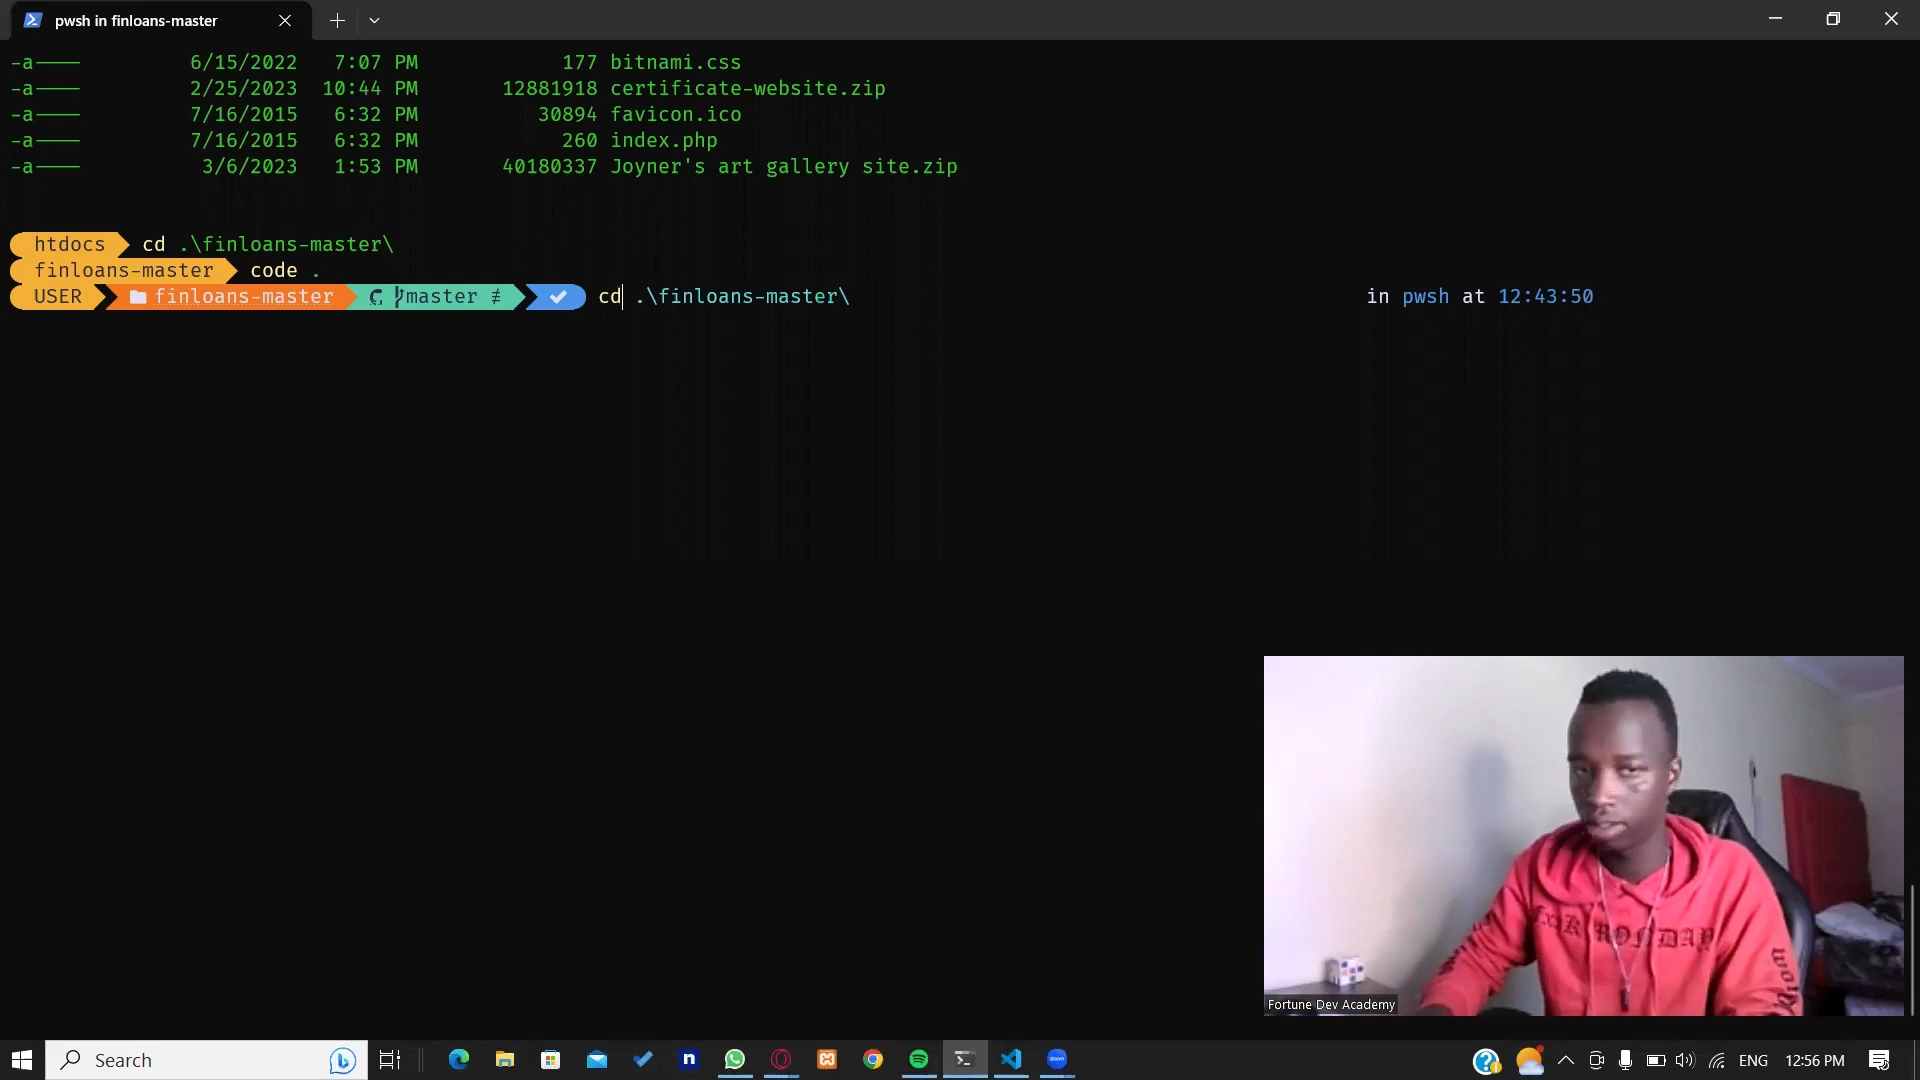 pwsh in finloans-master
-a---- 6/15/2022 7:07 PM 177 bitnami.css
-a---- 2/25/2023 10:44 PM 12881918 certificate-website.zip
-a---- 7/16/2015 6:32 PM 30894 favicon.ico
-a---- 7/16/2015 6:32 PM 260 index.php
-a---- 3/6/2023 1:53 PM 40180337 Joyner's art gallery site.zip
htdocs cd .\finloans-master\
finloans-master code .
USER finloans-master master ≢ cd .\finloans-master\ in pwsh at 12:43:50
MONDAY
Fortune Dev Academy
Search ENG 12:56 PM